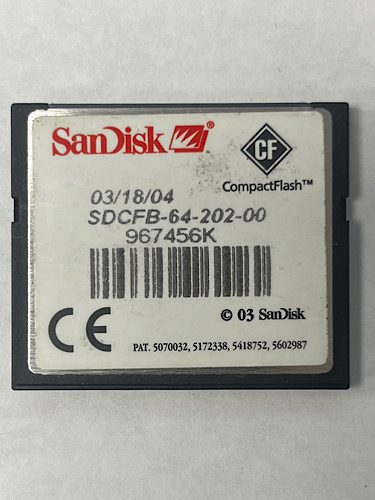 SanDisk
CF
CompactFlash™
03/18/04
SDCFB-64-202-00
967456K
CE
© 03 SanDisk
PAT. 5070032, 5172338, 5418752, 5602987